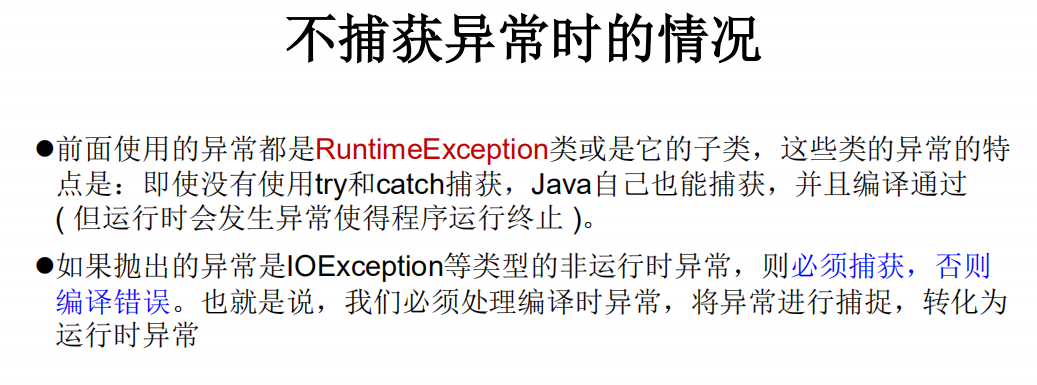 不捕获异常时的情况
●前面使用的异常都是RuntimeException类或是它的子类，这些类的异常的特
点是：即使没有使用try和catch捕获，Java自己也能捕获，并且编译通过
( 但运行时会发生异常使得程序运行终止 )。
●如果抛出的异常是IOException等类型的非运行时异常，则必须捕获，否则
编译错误。也就是说，我们必须处理编译时异常，将异常进行捕捉，转化为
运行时异常